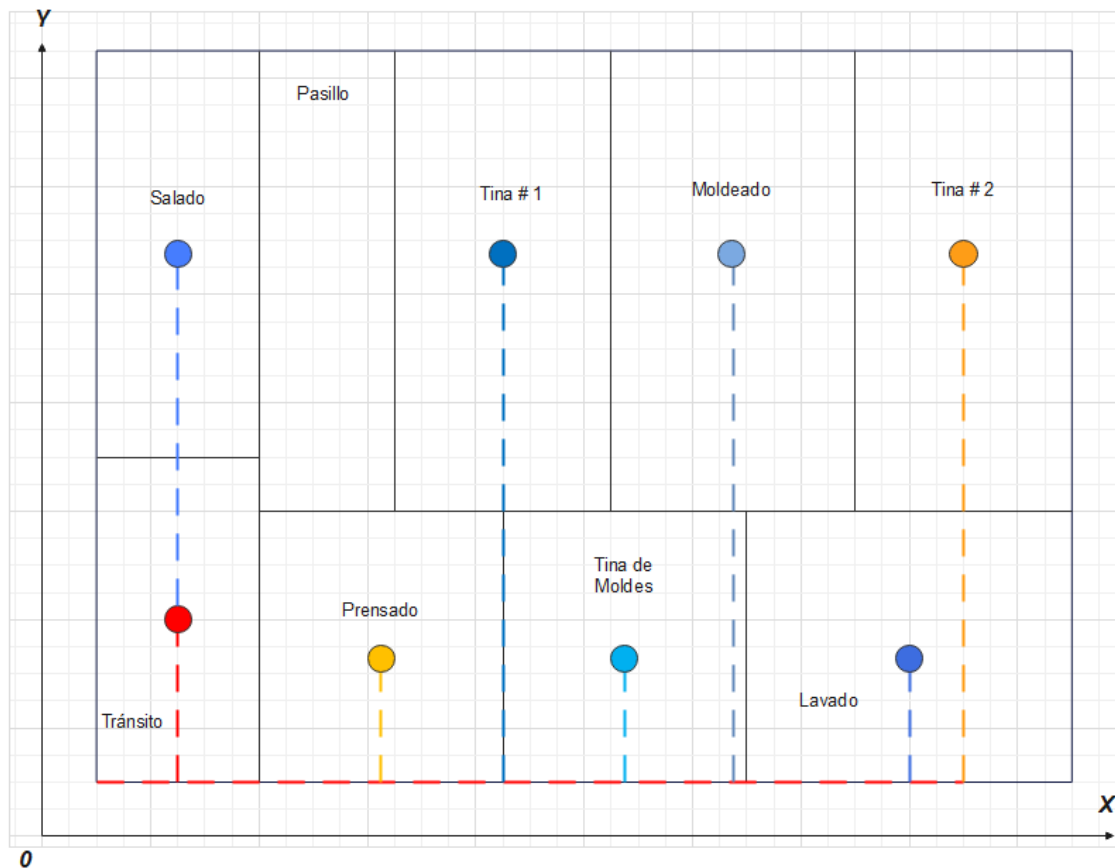 Y
Pasillo
Salado
Tina # 1
Moldeado
Tina # 2
Tina de
Moldes
Prensado
Lavado
Tránsito
X
0